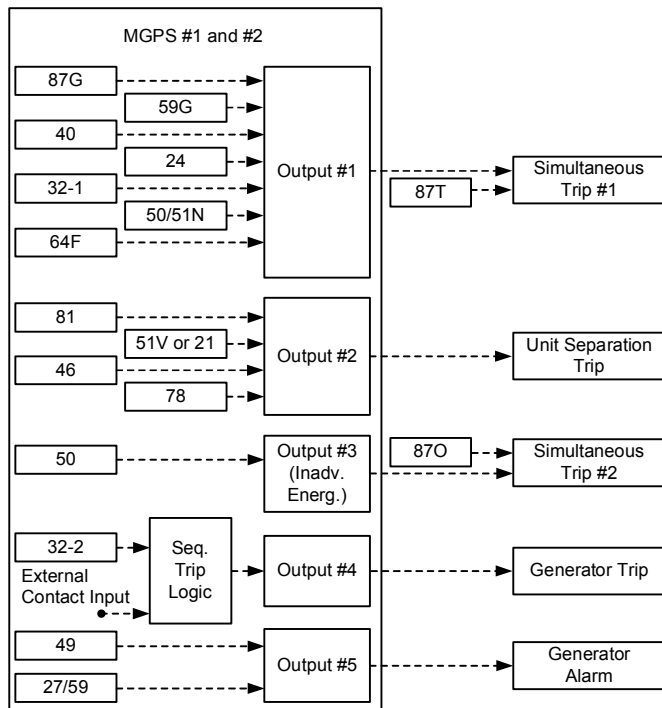 MGPS #1 and #2
87G
59G
40
24
32-1
50/51N
64F
Output #1
87T
Simultaneous
Trip #1
81
51V or 21
46
78
Output #2
Unit Separation
Trip
50
Output #3
(Inadv.
Energ.)
87O
Simultaneous
Trip #2
32-2
External
Contact Input
Seq.
Trip
Logic
Output #4
Generator Trip
49
27/59
Output #5
Generator
Alarm